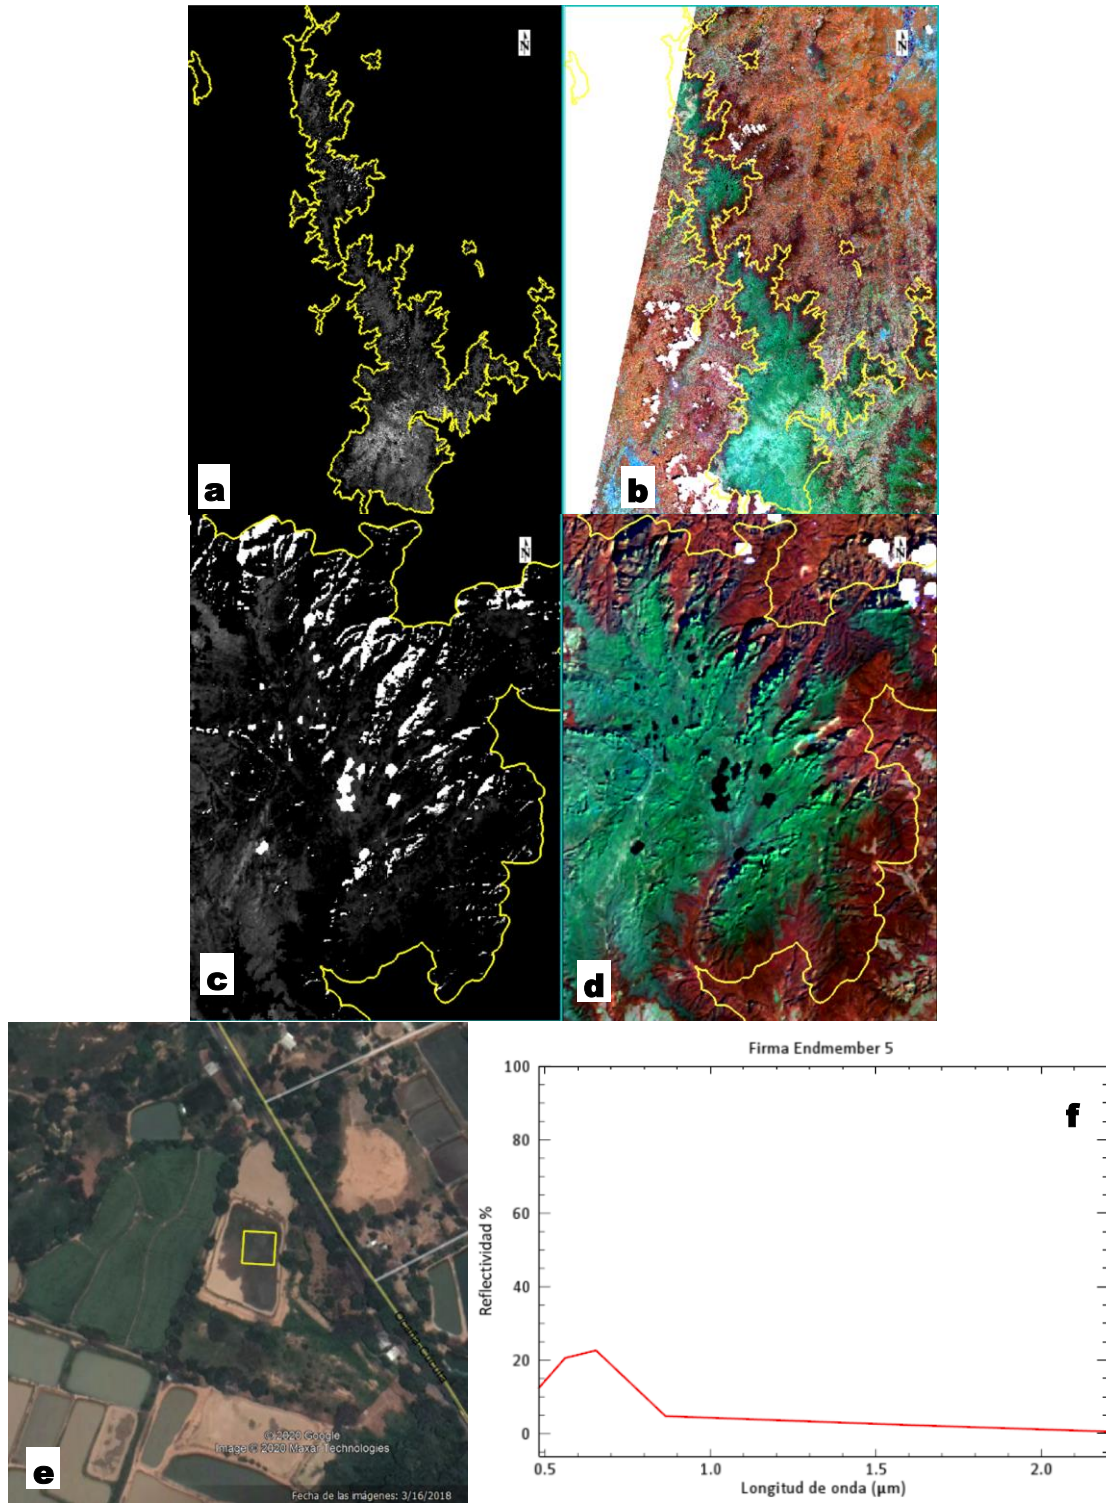 N
N
a
b
N
N
c
d
© 2020 Google
Image © 2020 Maxar Technologies
Fecha de las imágenes: 3/16/2018
e
Firma Endmember 5
f
100
80
60
40
20
0
Reflectividad %
0.5
1.0
1.5
2.0
Longitud de onda (µm)